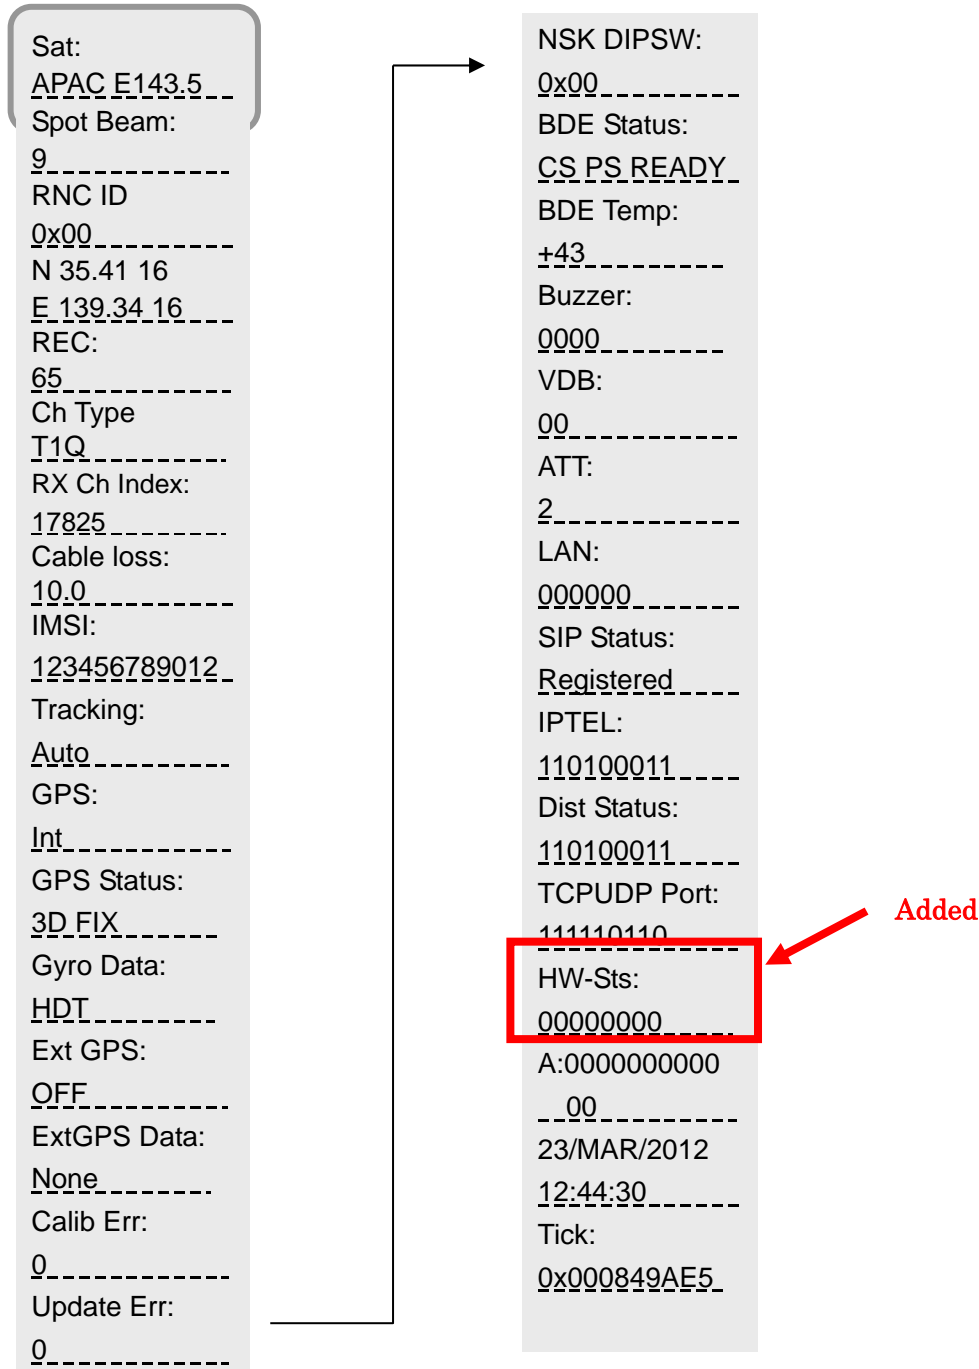 Sat:
APAC E143.5
Spot Beam:
9
RNC ID
0x00
N 35.41 16
E 139.34 16
REC:
65
Ch Type
T1Q
RX Ch Index:
17825
Cable loss:
10.0
IMSI:
123456789012
Tracking:
Auto
GPS:
Int
GPS Status:
3D FIX
Gyro Data:
HDT
Ext GPS:
OFF
ExtGPS Data:
None
Calib Err:
0
Update Err:
0
NSK DIPSW:
0x00
BDE Status:
CS PS READY
BDE Temp:
+43
Buzzer:
0000
VDB:
00
ATT:
2
LAN:
000000
SIP Status:
Registered
IPTEL:
110100011
Dist Status:
110100011
TCPUDP Port:
111110110
HW-Sts:
00000000
A:0000000000
00
23/MAR/2012
12:44:30
Tick:
0x000849AE5
Added